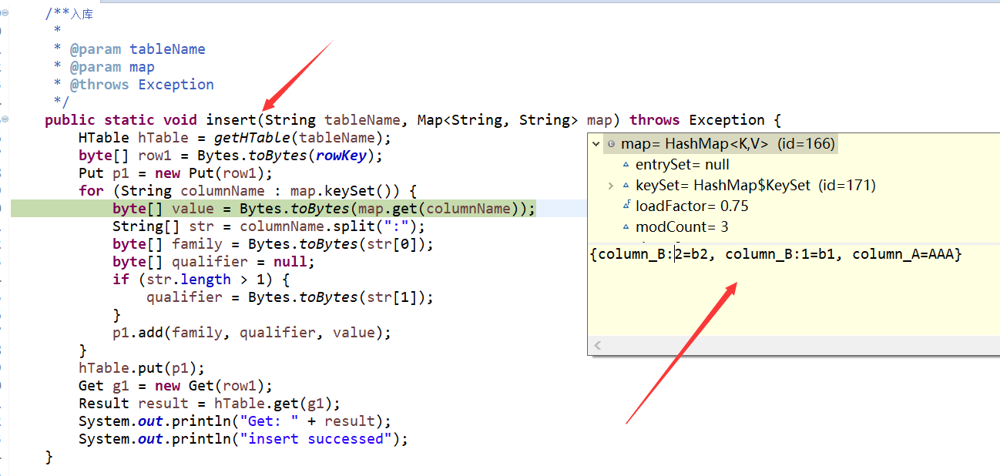 /**入库
*
* @param tableName
* @param map
* @throws Exception
*/
public static void insert(String tableName, Map<String, String> map) throws Exception {
HTable hTable = getHTable(tableName);
byte[] row1 = Bytes.toBytes(rowKey);
Put p1 = new Put(row1);
for (String columnName : map.keySet()) {
byte[] value = Bytes.toBytes(map.get(columnName));
String[] str = columnName.split(":");
byte[] family = Bytes.toBytes(str[0]);
byte[] qualifier = null;
if (str.length > 1) {
qualifier = Bytes.toBytes(str[1]);
}
p1.add(family, qualifier, value);
}
hTable.put(p1);
Get g1 = new Get(row1);
Result result = hTable.get(g1);
System.out.println("Get: " + result);
System.out.println("insert successed");
}
map= HashMap<K,V> (id=166)
entrySet= null
keySet= HashMap$KeySet (id=171)
loadFactor= 0.75
modCount= 3
{column_B:2=b2, column_B:1=b1, column_A=AAA}